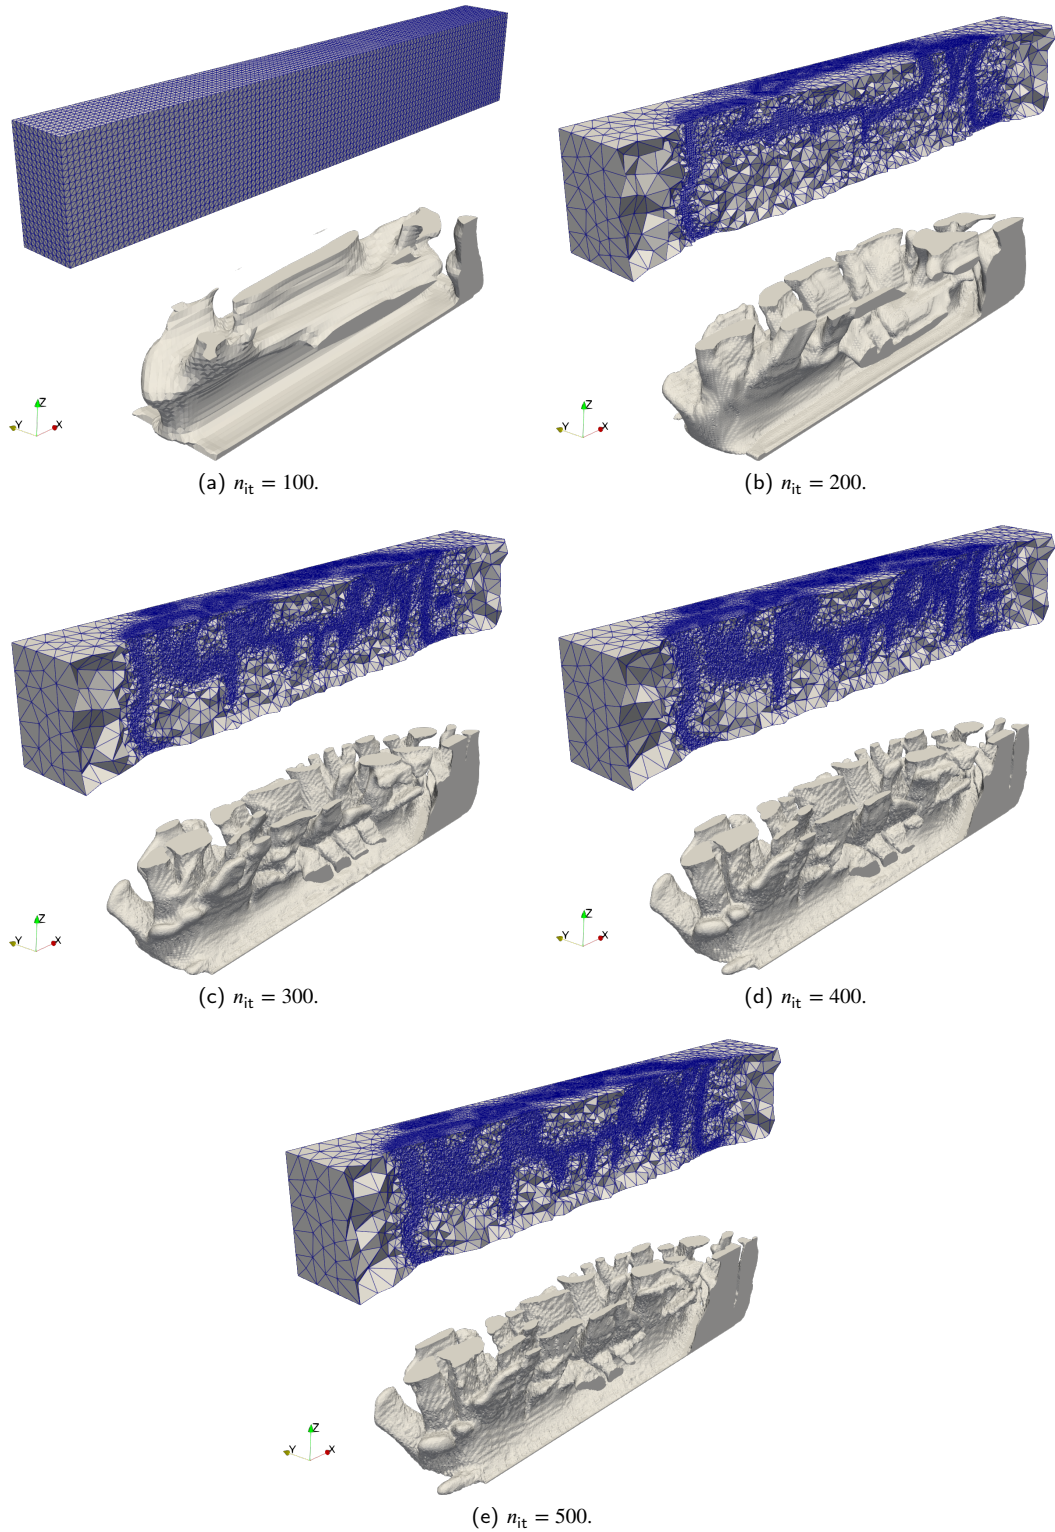 Z
Y
X
Z
Y
X
(a) n_it = 100.
(b) n_it = 200.
Z
Y
X
Z
Y
X
(c) n_it = 300.
(d) n_it = 400.
Z
Y
X
(e) n_it = 500.